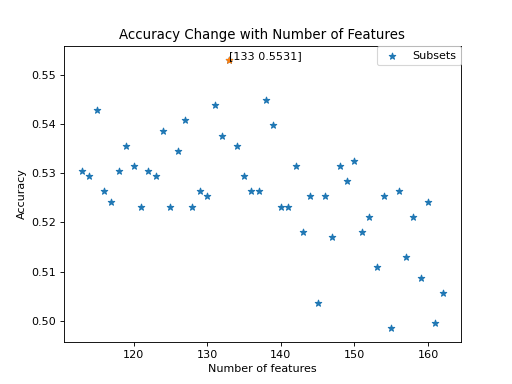 Accuracy Change with Number of Features
[133 0.5531]
Subsets
0.55
0.54
0.53
0.52
0.51
0.50
Accuracy
120 130 140 150 160
Number of features